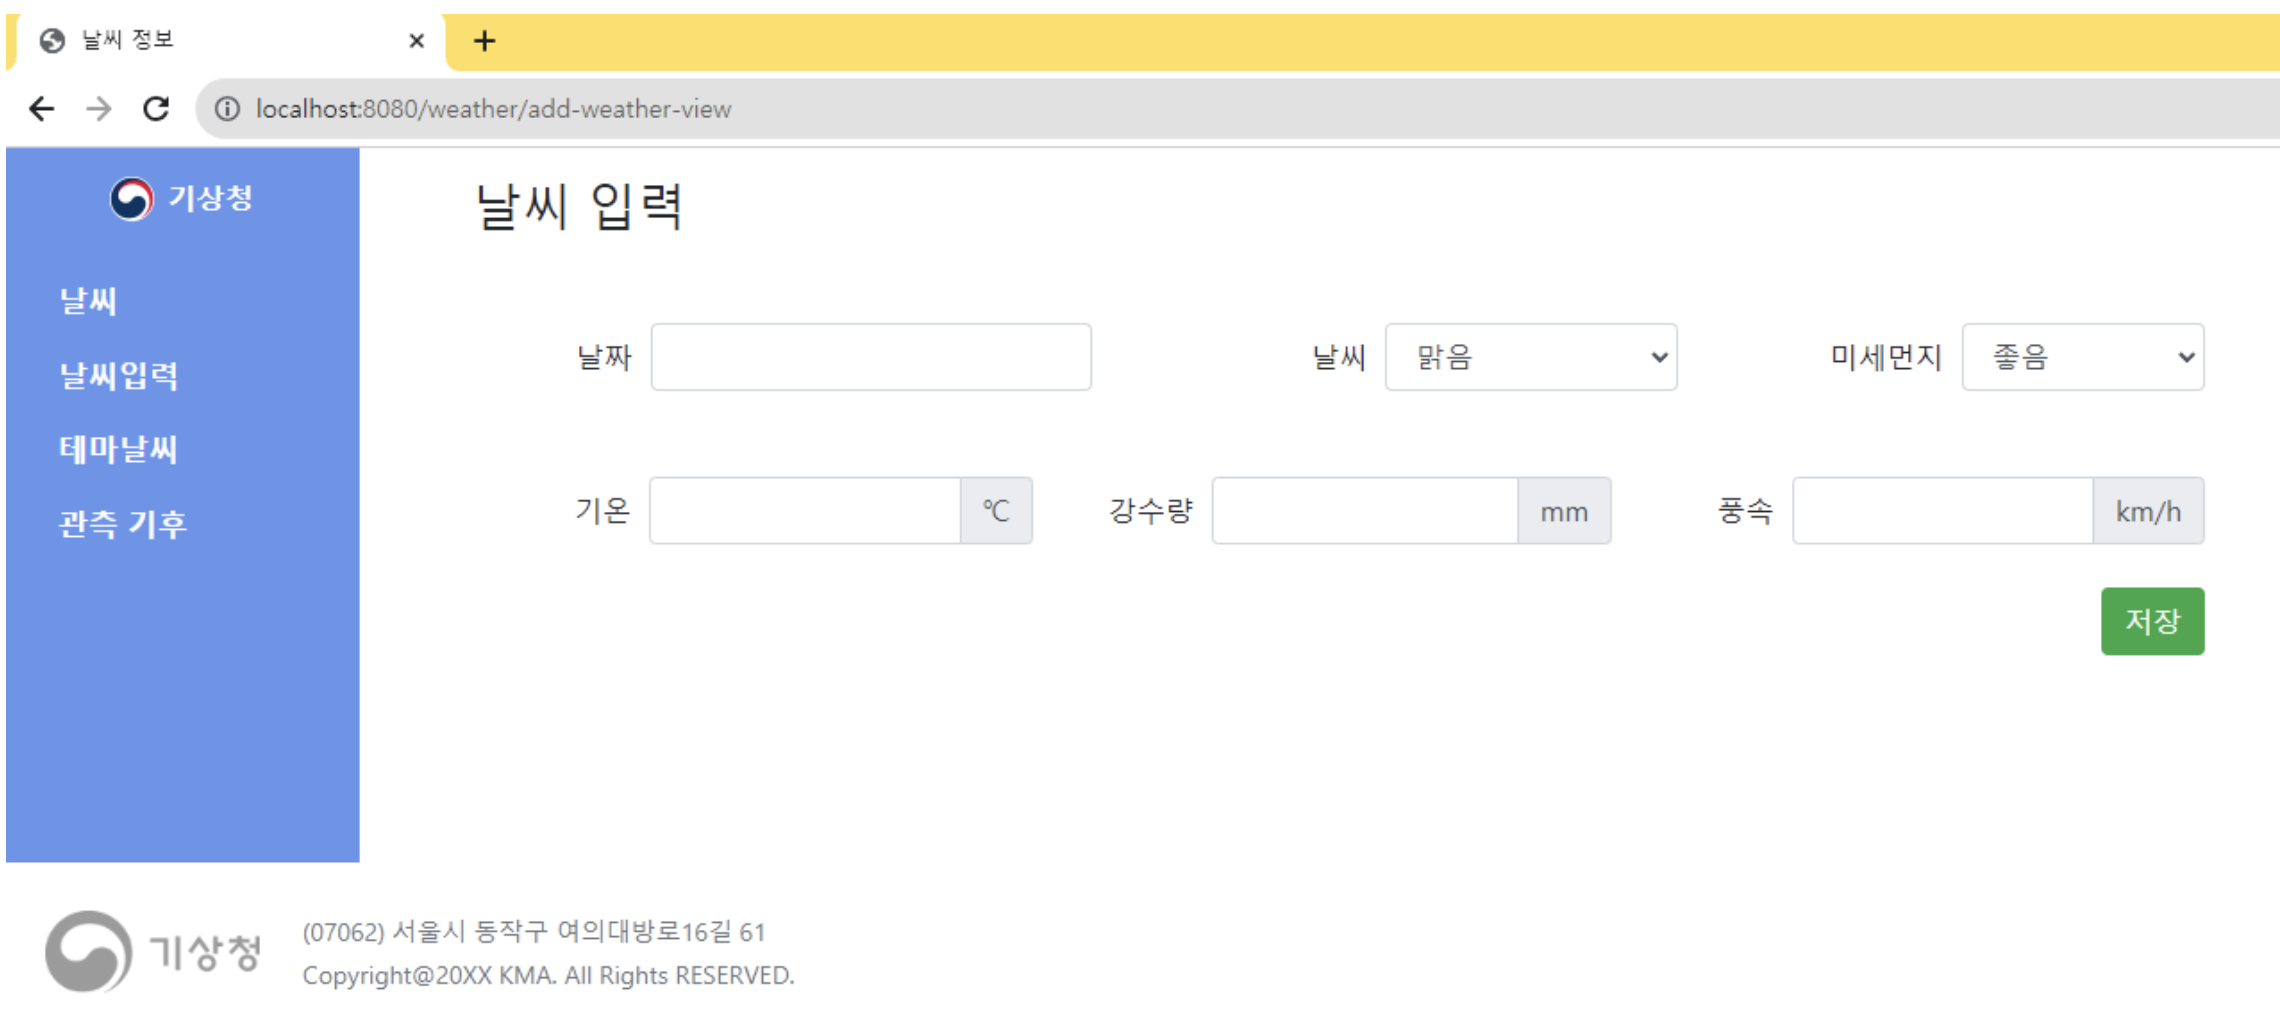 날씨 정보
localhost:8080/weather/add-weather-view
기상청
날씨
날씨입력
테마날씨
관측 기후
날씨 입력
날짜 날씨 맑음 미세먼지 좋음
기온 ℃ 강수량 mm 풍속 km/h
저장
기상청
(07062) 서울시 동작구 여의대방로16길 61
Copyright@20XX KMA. All Rights RESERVED.